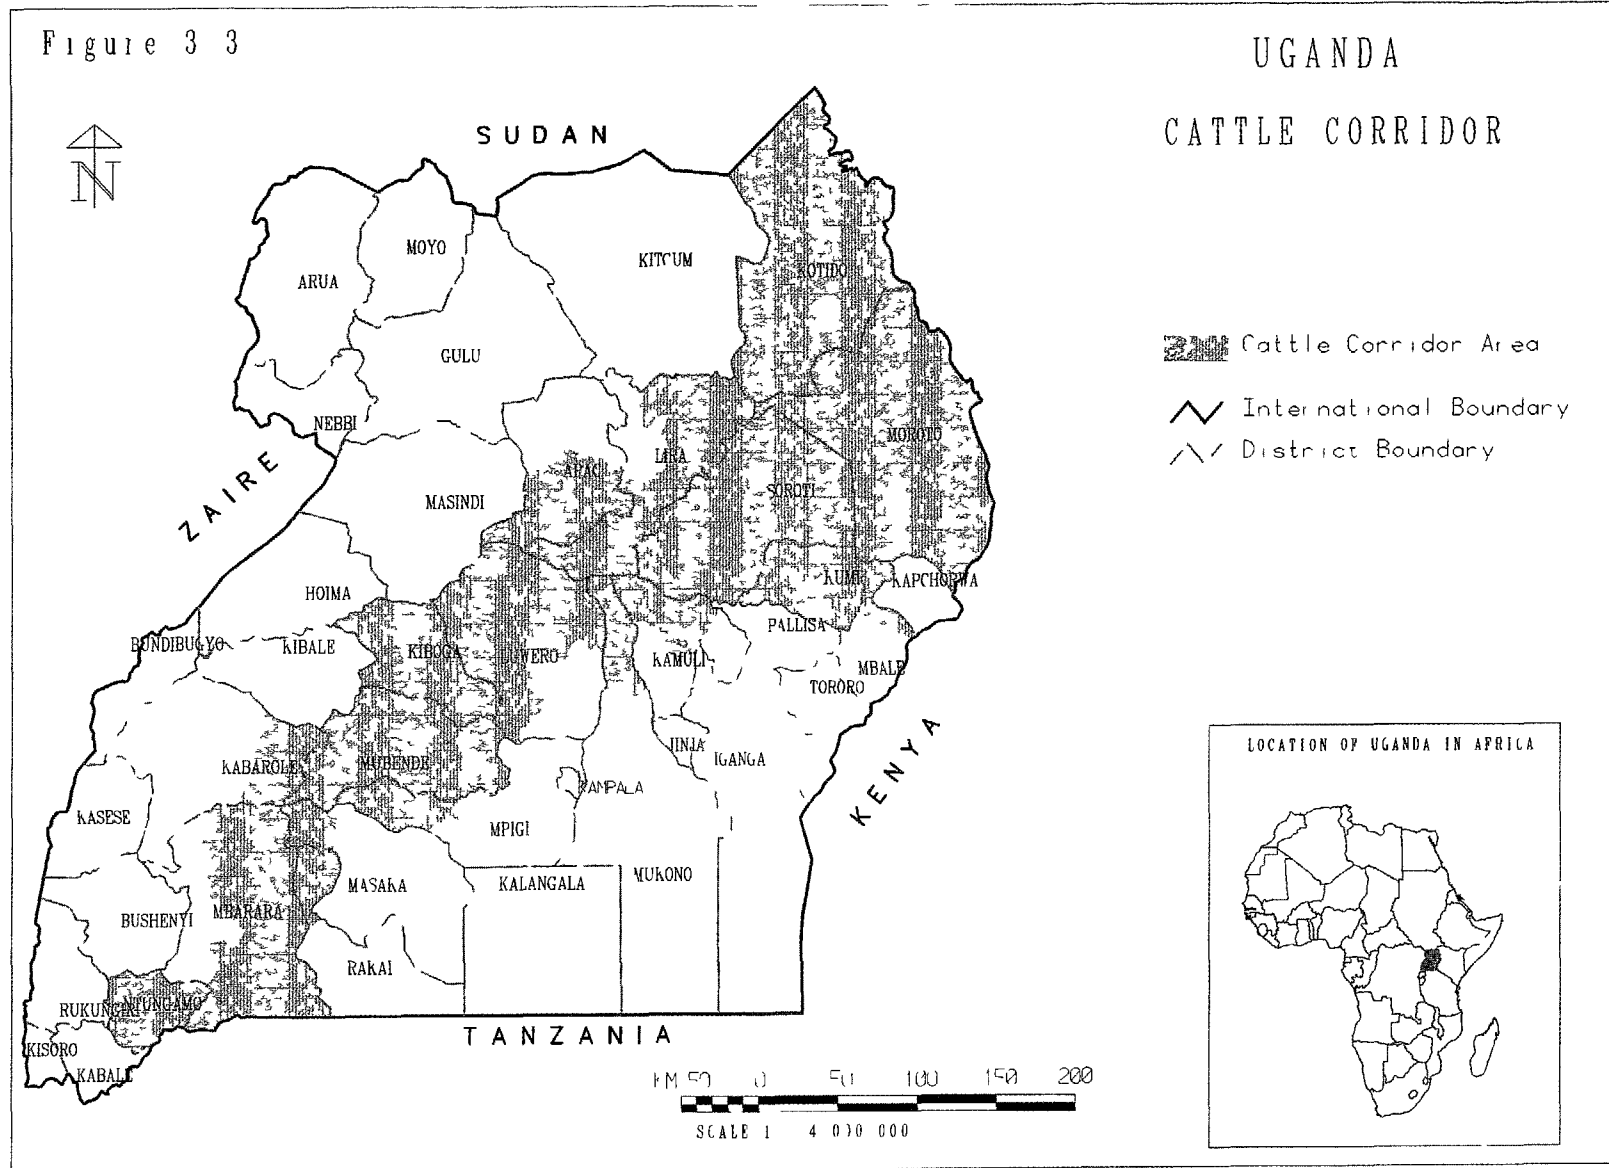 Figure 3 3
UGANDA
CATTLE CORRIDOR
N
SUDAN
MOYO
KITGUM
KOTIDO
ARUA
GULU
Cattle Corridor Area
International Boundary
District Boundary
NEBBI
MOROTO
LIRA
APAC
ZAIRE
MASINDI
SOROTI
HOIMA
KUMI
KAPCHORWA
PALLISA
BUNDIBUGYO
KIBALE
KIBOGA
LUWERO
KAMULI
MBALE
TORORO
JINJA
IGANGA
KENYA
KABAROLE
MUBENDE
KAMPALA
KASESE
MPIGI
MASAKA
KALANGALA
MUKONO
BUSHENYI
MBARARA
RAKAI
RUKUNGIRI
NTUNGAMO
KISORO
KABALE
TANZANIA
KM 50 0 50 100 150 200
SCALE 1 4 000 000
LOCATION OF UGANDA IN AFRICA